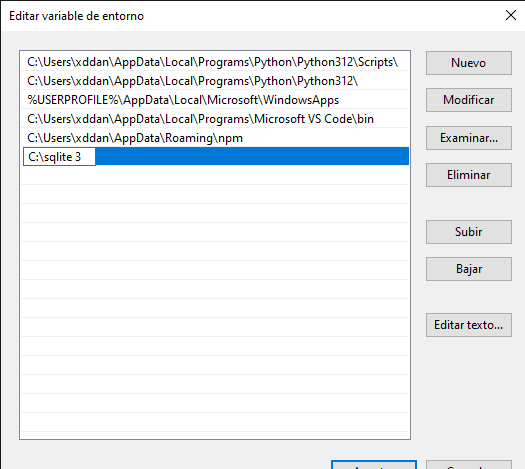 Editar variable de entorno
C:\Users\xddan\AppData\Local\Programs\Python\Python312\Scripts\
C:\Users\xddan\AppData\Local\Programs\Python\Python312\
%USERPROFILE%\AppData\Local\Microsoft\WindowsApps
C:\Users\xddan\AppData\Local\Programs\Microsoft VS Code\bin
C:\Users\xddan\AppData\Roaming\npm
C:\sqlite 3
Nuevo
Modificar
Examinar...
Eliminar
Subir
Bajar
Editar texto...